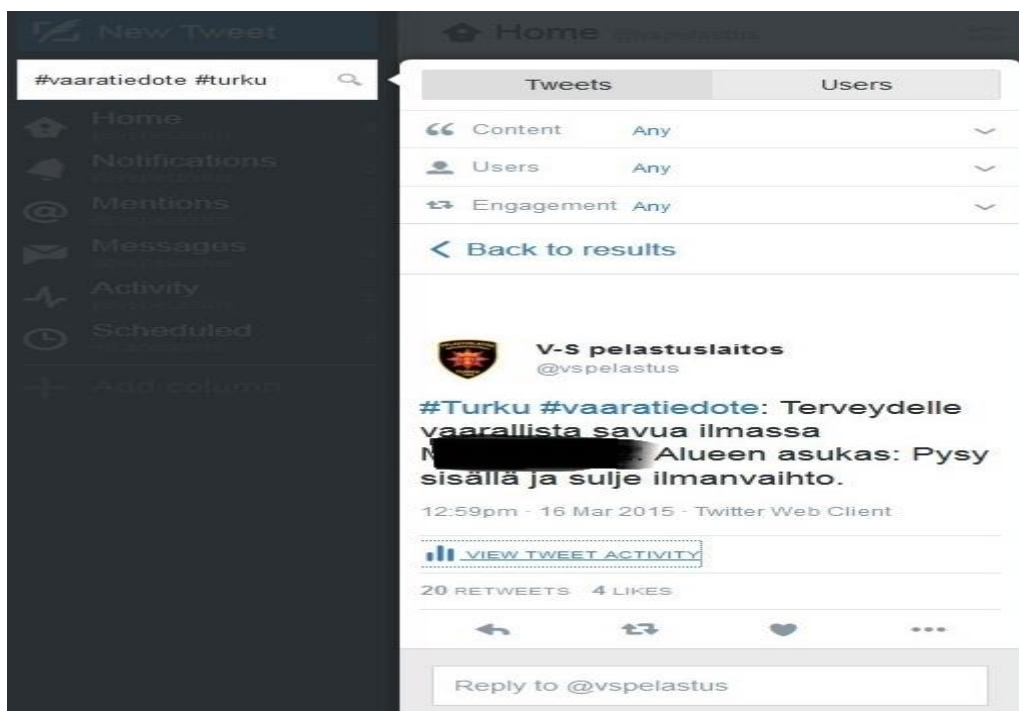 New Tweet
Home @vspelastus
#vaaratiedote #turku
Tweets
Users
Home
Notifications
Mentions
Messages
Activity
Scheduled
Add column
Content Any
Users Any
Engagement Any
Back to results
V-S pelastuslaitos
@vspelastus
#Turku #vaaratiedote: Terveydelle
vaarallista savua ilmassa
Alueen asukas: Pysy
sisällä ja sulje ilmanvaihto.
12:59pm · 16 Mar 2015 · Twitter Web Client
VIEW TWEET ACTIVITY
20 RETWEETS 4 LIKES
Reply to @vspelastus